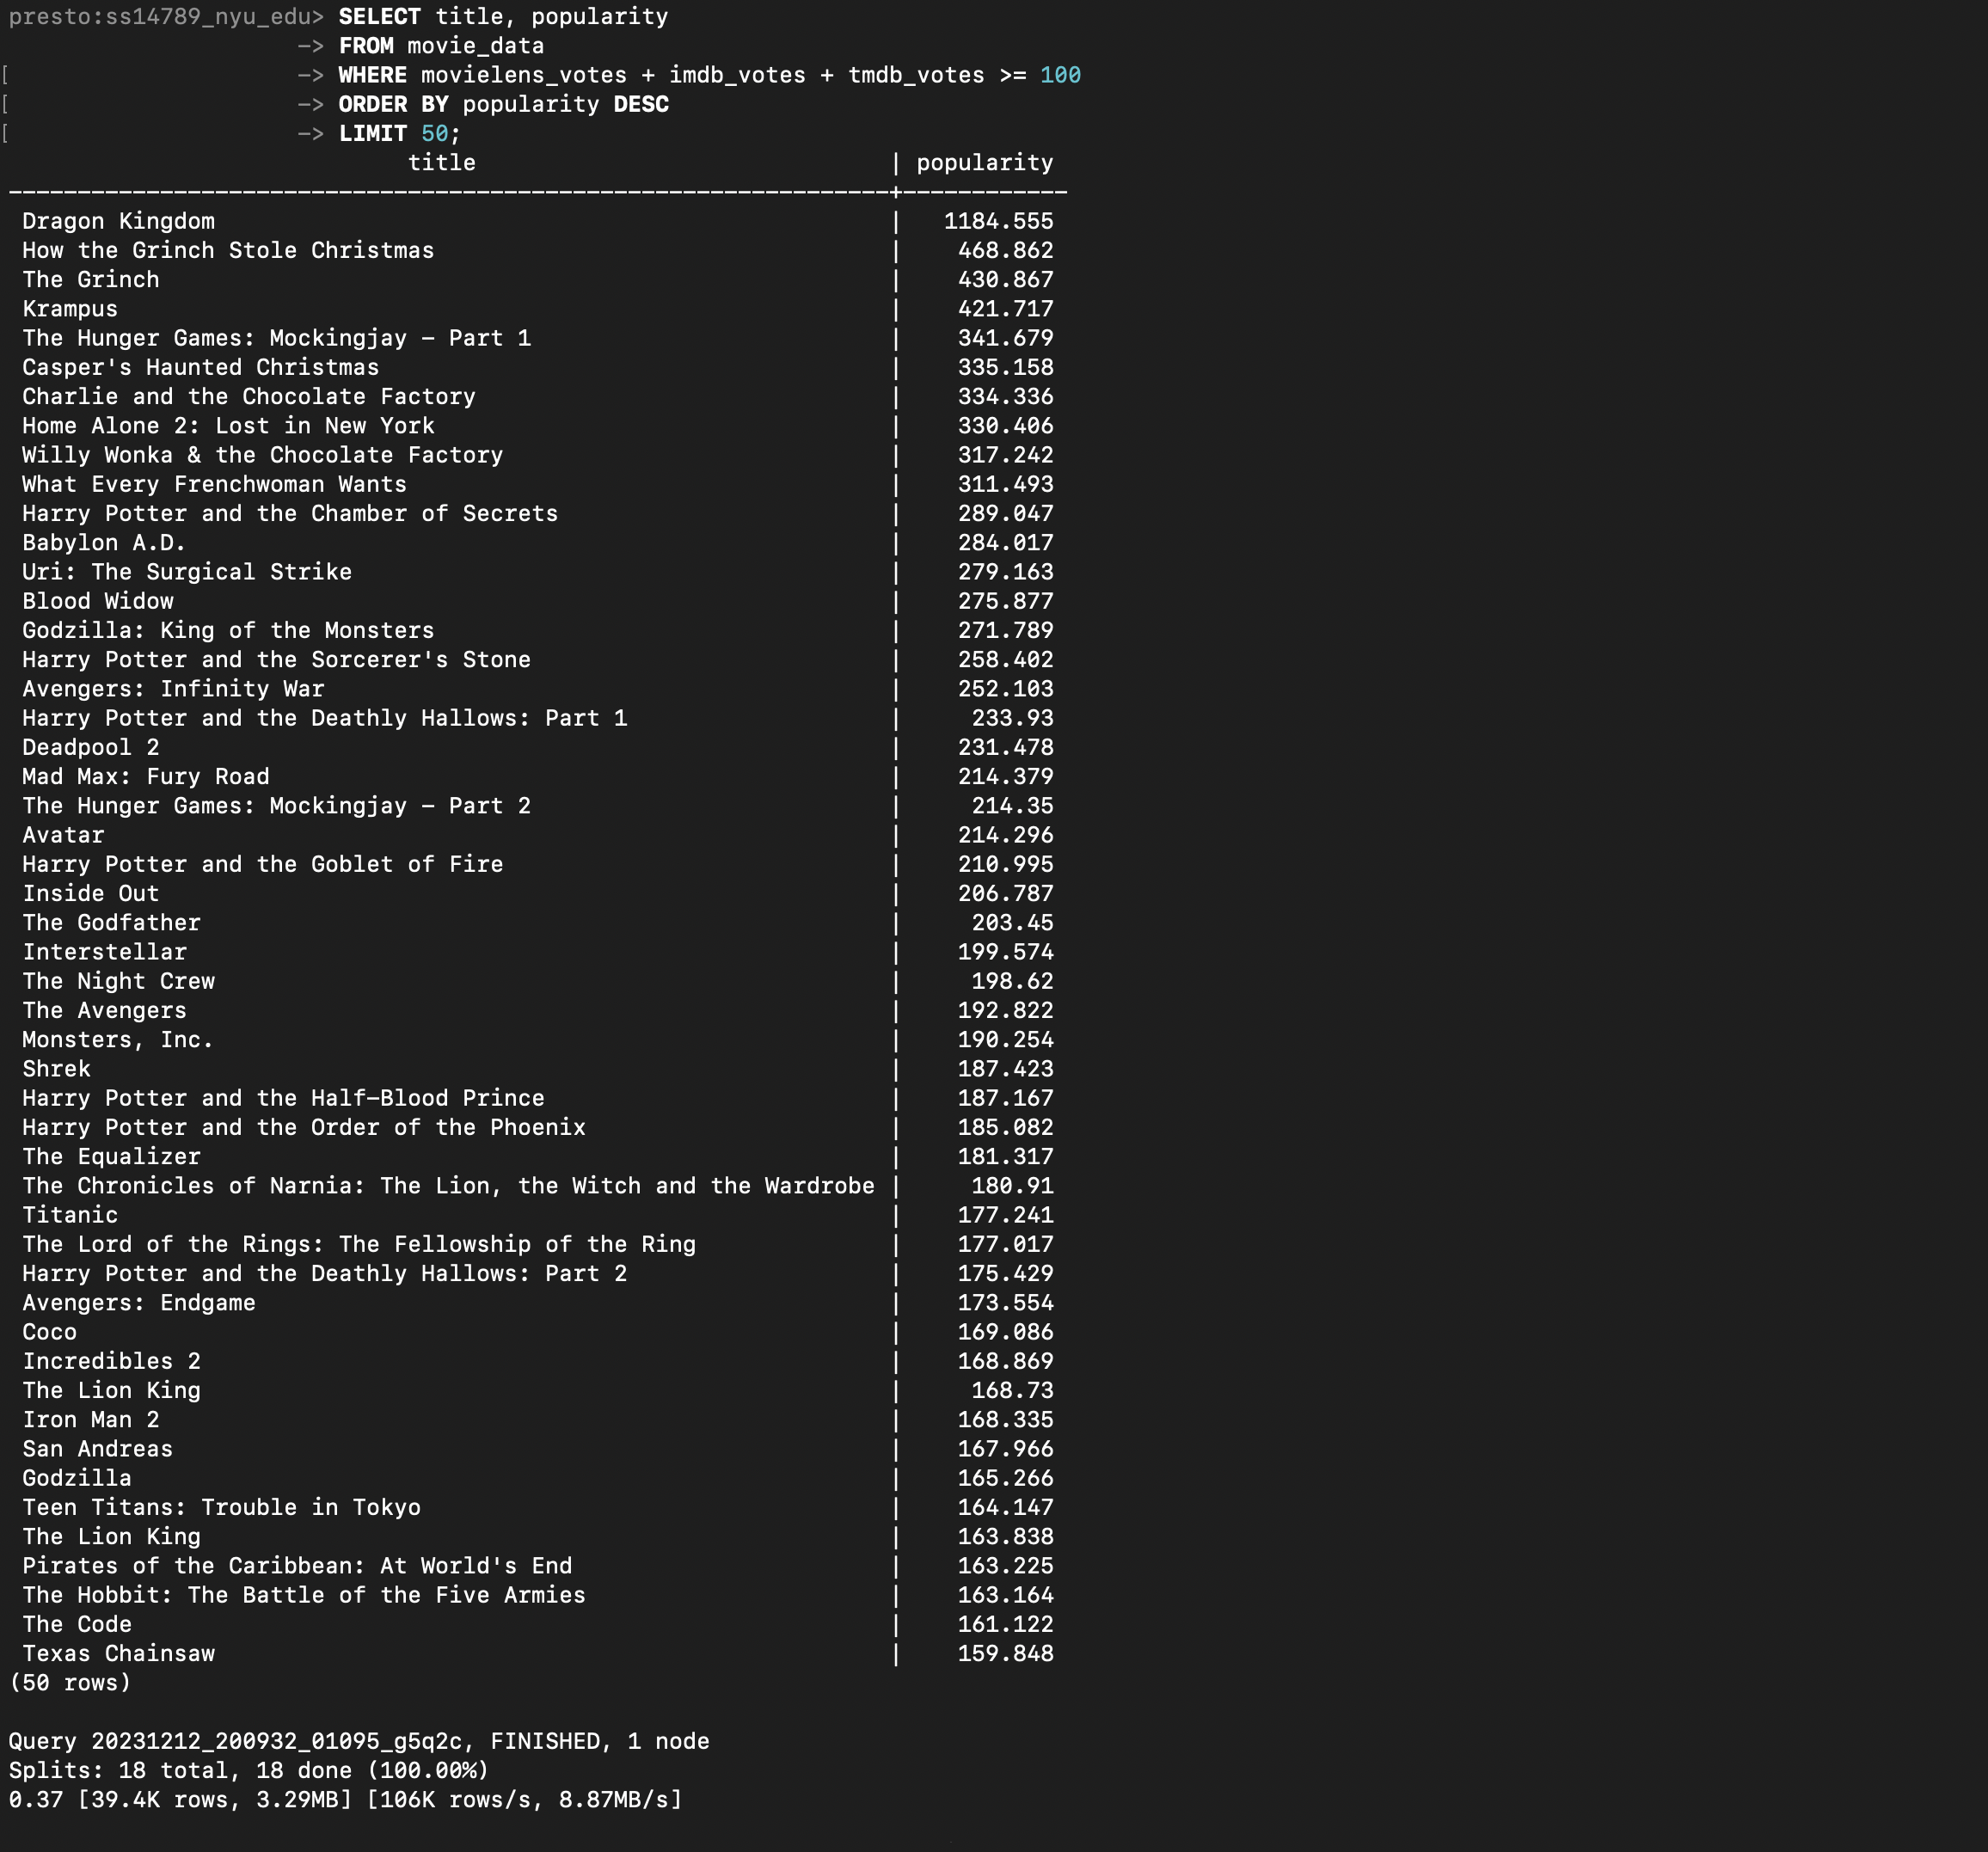 presto:ss14789_nyu_edu> SELECT title, popularity
-> FROM movie_data
[ -> WHERE movielens_votes + imdb_votes + tmdb_votes >= 100
[ -> ORDER BY popularity DESC
[ -> LIMIT 50;
title | popularity
----------------------------------------------------------------+------------
Dragon Kingdom | 1184.555
How the Grinch Stole Christmas | 468.862
The Grinch | 430.867
Krampus | 421.717
The Hunger Games: Mockingjay - Part 1 | 341.679
Casper's Haunted Christmas | 335.158
Charlie and the Chocolate Factory | 334.336
Home Alone 2: Lost in New York | 330.406
Willy Wonka & the Chocolate Factory | 317.242
What Every Frenchwoman Wants | 311.493
Harry Potter and the Chamber of Secrets | 289.047
Babylon A.D. | 284.017
Uri: The Surgical Strike | 279.163
Blood Widow | 275.877
Godzilla: King of the Monsters | 271.789
Harry Potter and the Sorcerer's Stone | 258.402
Avengers: Infinity War | 252.103
Harry Potter and the Deathly Hallows: Part 1 | 233.93
Deadpool 2 | 231.478
Mad Max: Fury Road | 214.379
The Hunger Games: Mockingjay - Part 2 | 214.35
Avatar | 214.296
Harry Potter and the Goblet of Fire | 210.995
Inside Out | 206.787
The Godfather | 203.45
Interstellar | 199.574
The Night Crew | 198.62
The Avengers | 192.822
Monsters, Inc. | 190.254
Shrek | 187.423
Harry Potter and the Half-Blood Prince | 187.167
Harry Potter and the Order of the Phoenix | 185.082
The Equalizer | 181.317
The Chronicles of Narnia: The Lion, the Witch and the Wardrobe | 180.91
Titanic | 177.241
The Lord of the Rings: The Fellowship of the Ring | 177.017
Harry Potter and the Deathly Hallows: Part 2 | 175.429
Avengers: Endgame | 173.554
Coco | 169.086
Incredibles 2 | 168.869
The Lion King | 168.73
Iron Man 2 | 168.335
San Andreas | 167.966
Godzilla | 165.266
Teen Titans: Trouble in Tokyo | 164.147
The Lion King | 163.838
Pirates of the Caribbean: At World's End | 163.225
The Hobbit: The Battle of the Five Armies | 163.164
The Code | 161.122
Texas Chainsaw | 159.848
(50 rows)
Query 20231212_200932_01095_g5q2c, FINISHED, 1 node
Splits: 18 total, 18 done (100.00%)
0.37 [39.4K rows, 3.29MB] [106K rows/s, 8.87MB/s]